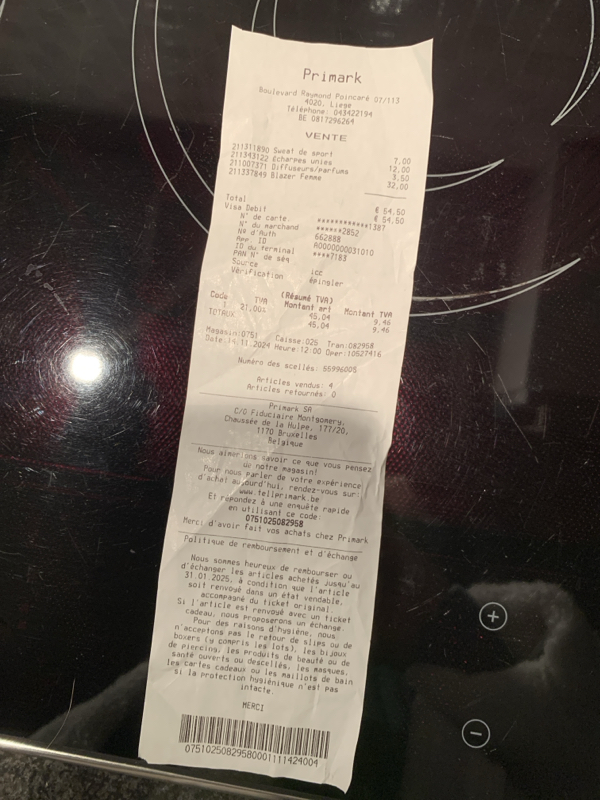 Primark
Boulevard Raymond Poincaré 07/113
4020, Liege
Téléphone: 043422194
BE 0817296264
VENTE
211311890 Sweat de sport 7,00
211343122 Écharpes unies 12,00
211007371 Diffuseurs/parfums 3,50
211337849 Blazer Femme 32,00
Total € 54,50
Visa Debit € 54,50
N° de carte. ************1387
N° du marchand ******2852
N° d'Auth 662888
App ID A0000000031010
ID du terminal ****7183
PAN N° de séq
Source icc
Vérification épingler
(Résumé TVA)
Code TVA Montant art Montant TVA
1 21.00% 45,04 9,46
TOTAUX 45,04 9,46
Magasin:0751 Caisse:025 Tran:082958
Date:14.11.2024 Heure:12:00 Oper:10527416
Numéro des scellés: 55996005
Articles vendus: 4
Articles retournés: 0
Primark SA
C/O Fiduciaire Montgomery,
Chaussée de la Hulpe, 177/20,
1170 Bruxelles
Belgique
Nous aimerions savoir ce que vous pensez
de notre magasin!
Pour nous parler de votre expérience
d'achat aujourd'hui, rendez-vous sur:
www.tellprimark.be
Et répondez à une enquête rapide
en utilisant ce code:
0751025082958
Merci d'avoir fait vos achats chez Primark
Politique de remboursement et d'échange
Nous sommes heureux de rembourser ou
d'échanger les articles achetés jusqu'au
31.01.2025, à condition que l'article
soit renvoyé dans un état vendable,
accompagné du ticket original.
Si l'article est renvoyé avec un ticket
cadeau, nous proposerons un échange.
Pour des raisons d'hygiène, nous
n'acceptons pas le retour de slips ou de
boxers (y compris les lots), les bijoux
de piercing, les produits de beauté ou de
santé ouverts ou descellés, les masques,
les cartes cadeaux ou les maillots de bain
si la protection hygiénique n'est pas
intacte.
MERCI
07510250829580001111424004